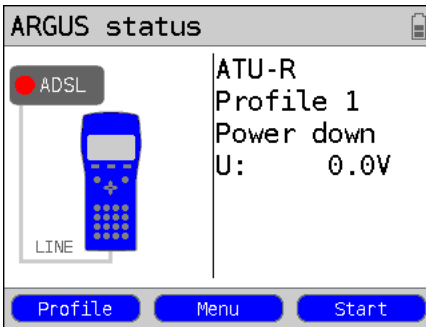 ARGUS status
ADSL
LINE
ATU-R
Profile 1
Power down
U: 0.0V
Profile Menu Start